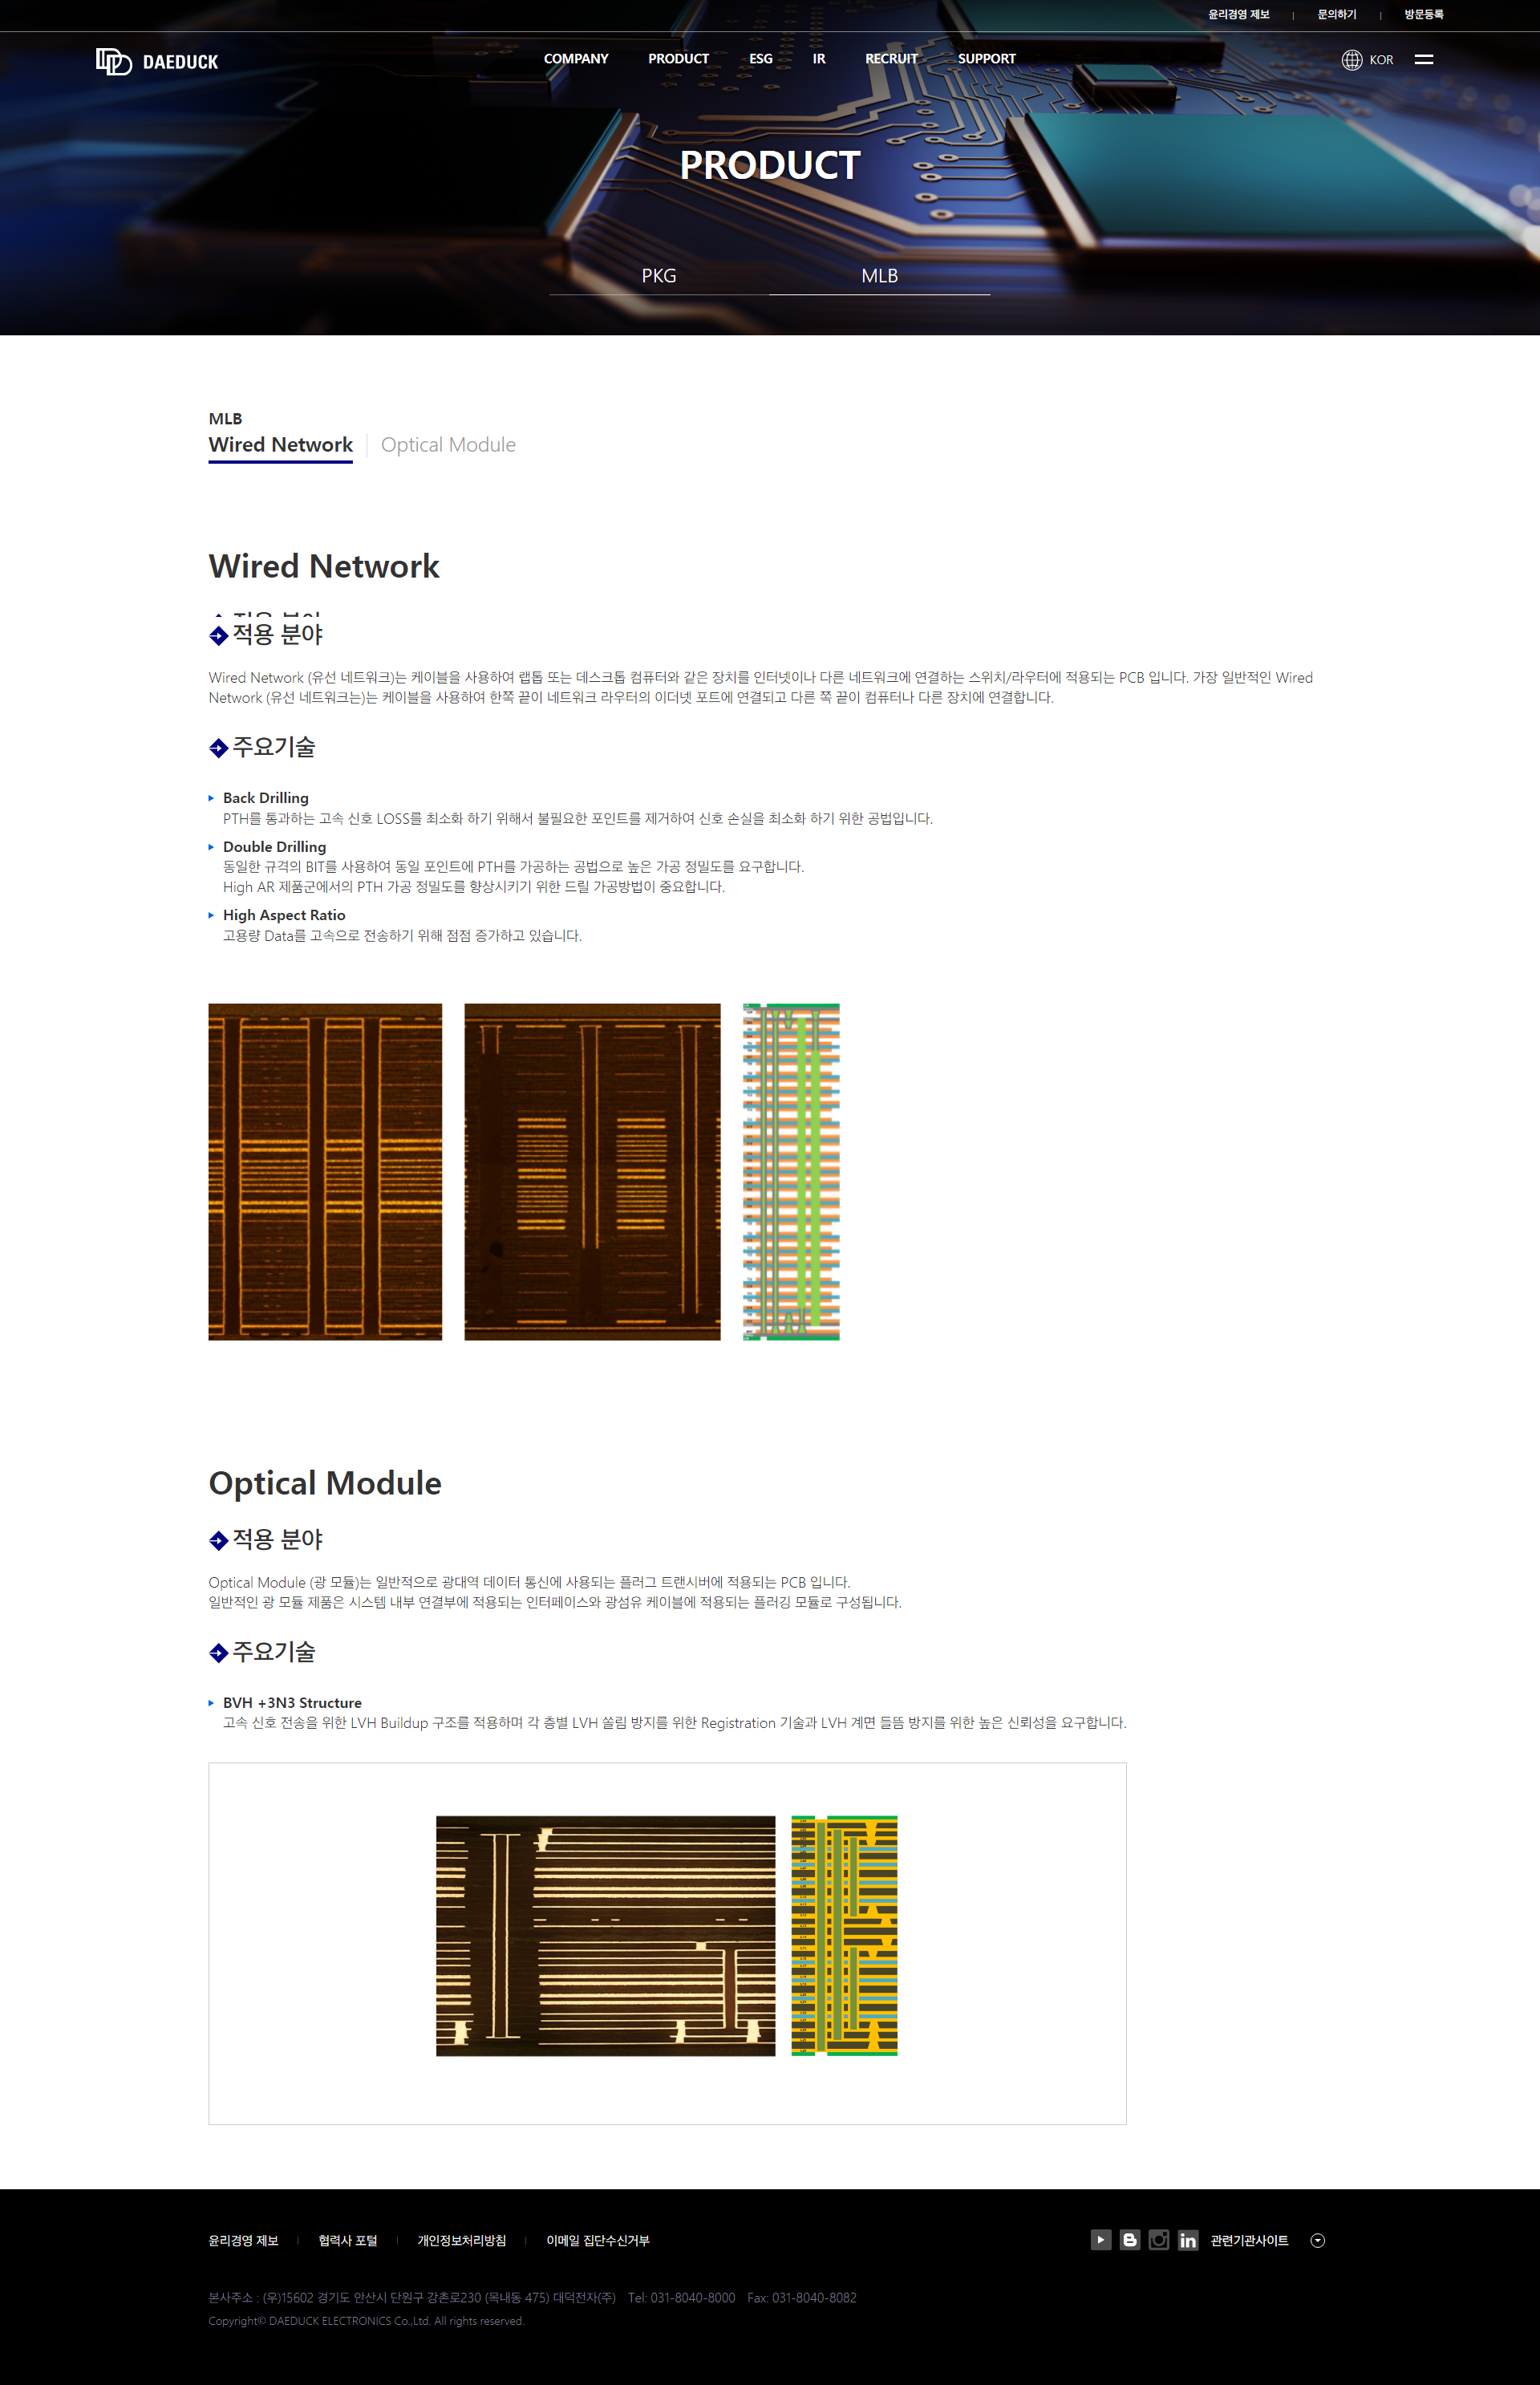 윤리경영 제보
문의하기
방문등록
DAEDUCK
COMPANY
PRODUCT
ESG
IR
RECRUIT
SUPPORT
KOR
PRODUCT
PKG
MLB
MLB
Wired Network
Optical Module
Wired Network
적용 분야
Wired Network (유선 네트워크)는 케이블을 사용하여 랩톱 또는 데스크톱 컴퓨터와 같은 장치를 인터넷이나 다른 네트워크에 연결하는 스위치/라우터에 적용되는 PCB 입니다. 가장 일반적인 Wired
Network (유선 네트워크는)는 케이블을 사용하여 한쪽 끝이 네트워크 라우터의 이더넷 포트에 연결되고 다른 쪽 끝이 컴퓨터나 다른 장치에 연결합니다.
주요기술
Back Drilling
PTH를 통과하는 고속 신호 LOSS를 최소화 하기 위해서 불필요한 포인트를 제거하여 신호 손실을 최소화 하기 위한 공법입니다.
Double Drilling
동일한 규격의 BIT를 사용하여 동일 포인트에 PTH를 가공하는 공법으로 높은 가공 정밀도를 요구합니다.
High AR 제품군에서의 PTH 가공 정밀도를 향상시키기 위한 드릴 가공방법이 중요합니다.
High Aspect Ratio
고용량 Data를 고속으로 전송하기 위해 점점 증가하고 있습니다.
Optical Module
적용 분야
Optical Module (광 모듈)는 일반적으로 광대역 데이터 통신에 사용되는 플러그 트랜시버에 적용되는 PCB 입니다.
일반적인 광 모듈 제품은 시스템 내부 연결부에 적용되는 인터페이스와 광섬유 케이블에 적용되는 플러깅 모듈로 구성됩니다.
주요기술
BVH +3N3 Structure
고속 신호 전송을 위한 LVH Buildup 구조를 적용하며 각 층별 LVH 쏠림 방지를 위한 Registration 기술과 LVH 계면 들뜸 방지를 위한 높은 신뢰성을 요구합니다.
윤리경영 제보
협력사 포털
개인정보처리방침
이메일 집단수신거부
관련기관사이트
본사주소 : (우)15602 경기도 안산시 단원구 강촌로230 (목내동 475) 대덕전자(주) Tel: 031-8040-8000 Fax: 031-8040-8082
Copyright© DAEDUCK ELECTRONICS Co.,Ltd. All rights reserved.